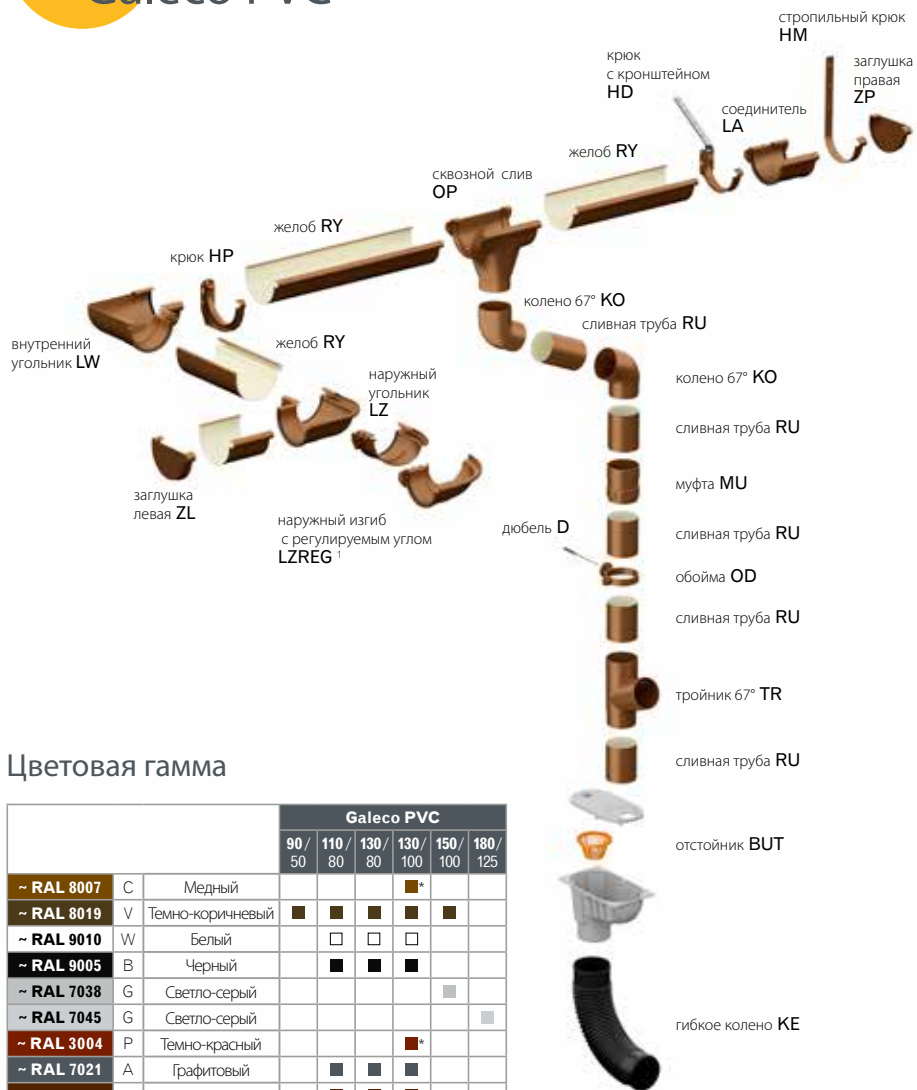 Galeco PVC
стропильный крюк
HM
крюк
с кронштейном
HD
заглушка
правая
ZP
соединитель
LA
желоб RY
сквозной слив
OP
желоб RY
крюк HP
колено 67° KO
сливная труба RU
внутренний
угольник LW
желоб RY
наружный
угольник
LZ
колено 67° KO
сливная труба RU
заглушка
левая ZL
муфта MU
наружный изгиб
с регулируемым углом
LZREG ¹
дюбель D
сливная труба RU
обойма OD
сливная труба RU
тройник 67° TR
сливная труба RU
отстойник BUT
гибкое колено KE
Цветовая гамма
Galeco PVC
90/ 110/ 130/ 130/ 150/ 180/
50 80 80 100 100 125
~ RAL 8007 C Медный *
~ RAL 8019 V Темно-коричневый
~ RAL 9010 W Белый
~ RAL 9005 B Черный
~ RAL 7038 G Светло-серый
~ RAL 7045 G Светло-серый
~ RAL 3004 P Темно-красный *
~ RAL 7021 A Графитовый